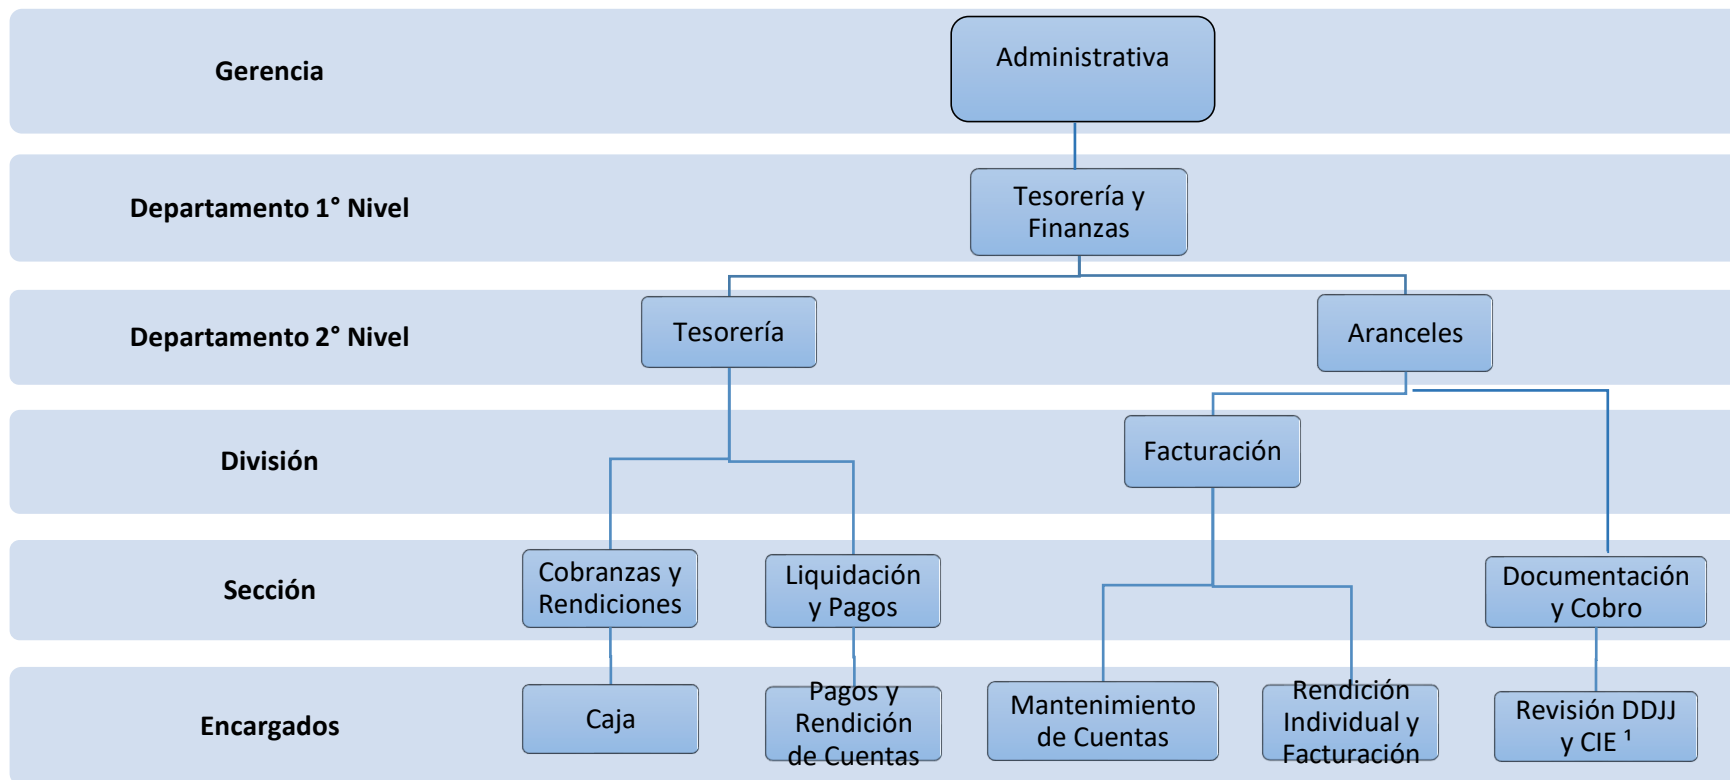 Gerencia
Administrativa
Departamento 1° Nivel
Tesorería y
Finanzas
Departamento 2° Nivel
Tesorería
Aranceles
División
Facturación
Sección
Cobranzas y
Rendiciones
Liquidación
y Pagos
Documentación
y Cobro
Encargados
Caja
Pagos y
Rendición
de Cuentas
Mantenimiento
de Cuentas
Rendición
Individual y
Facturación
Revisión DDJJ
y CIE ¹